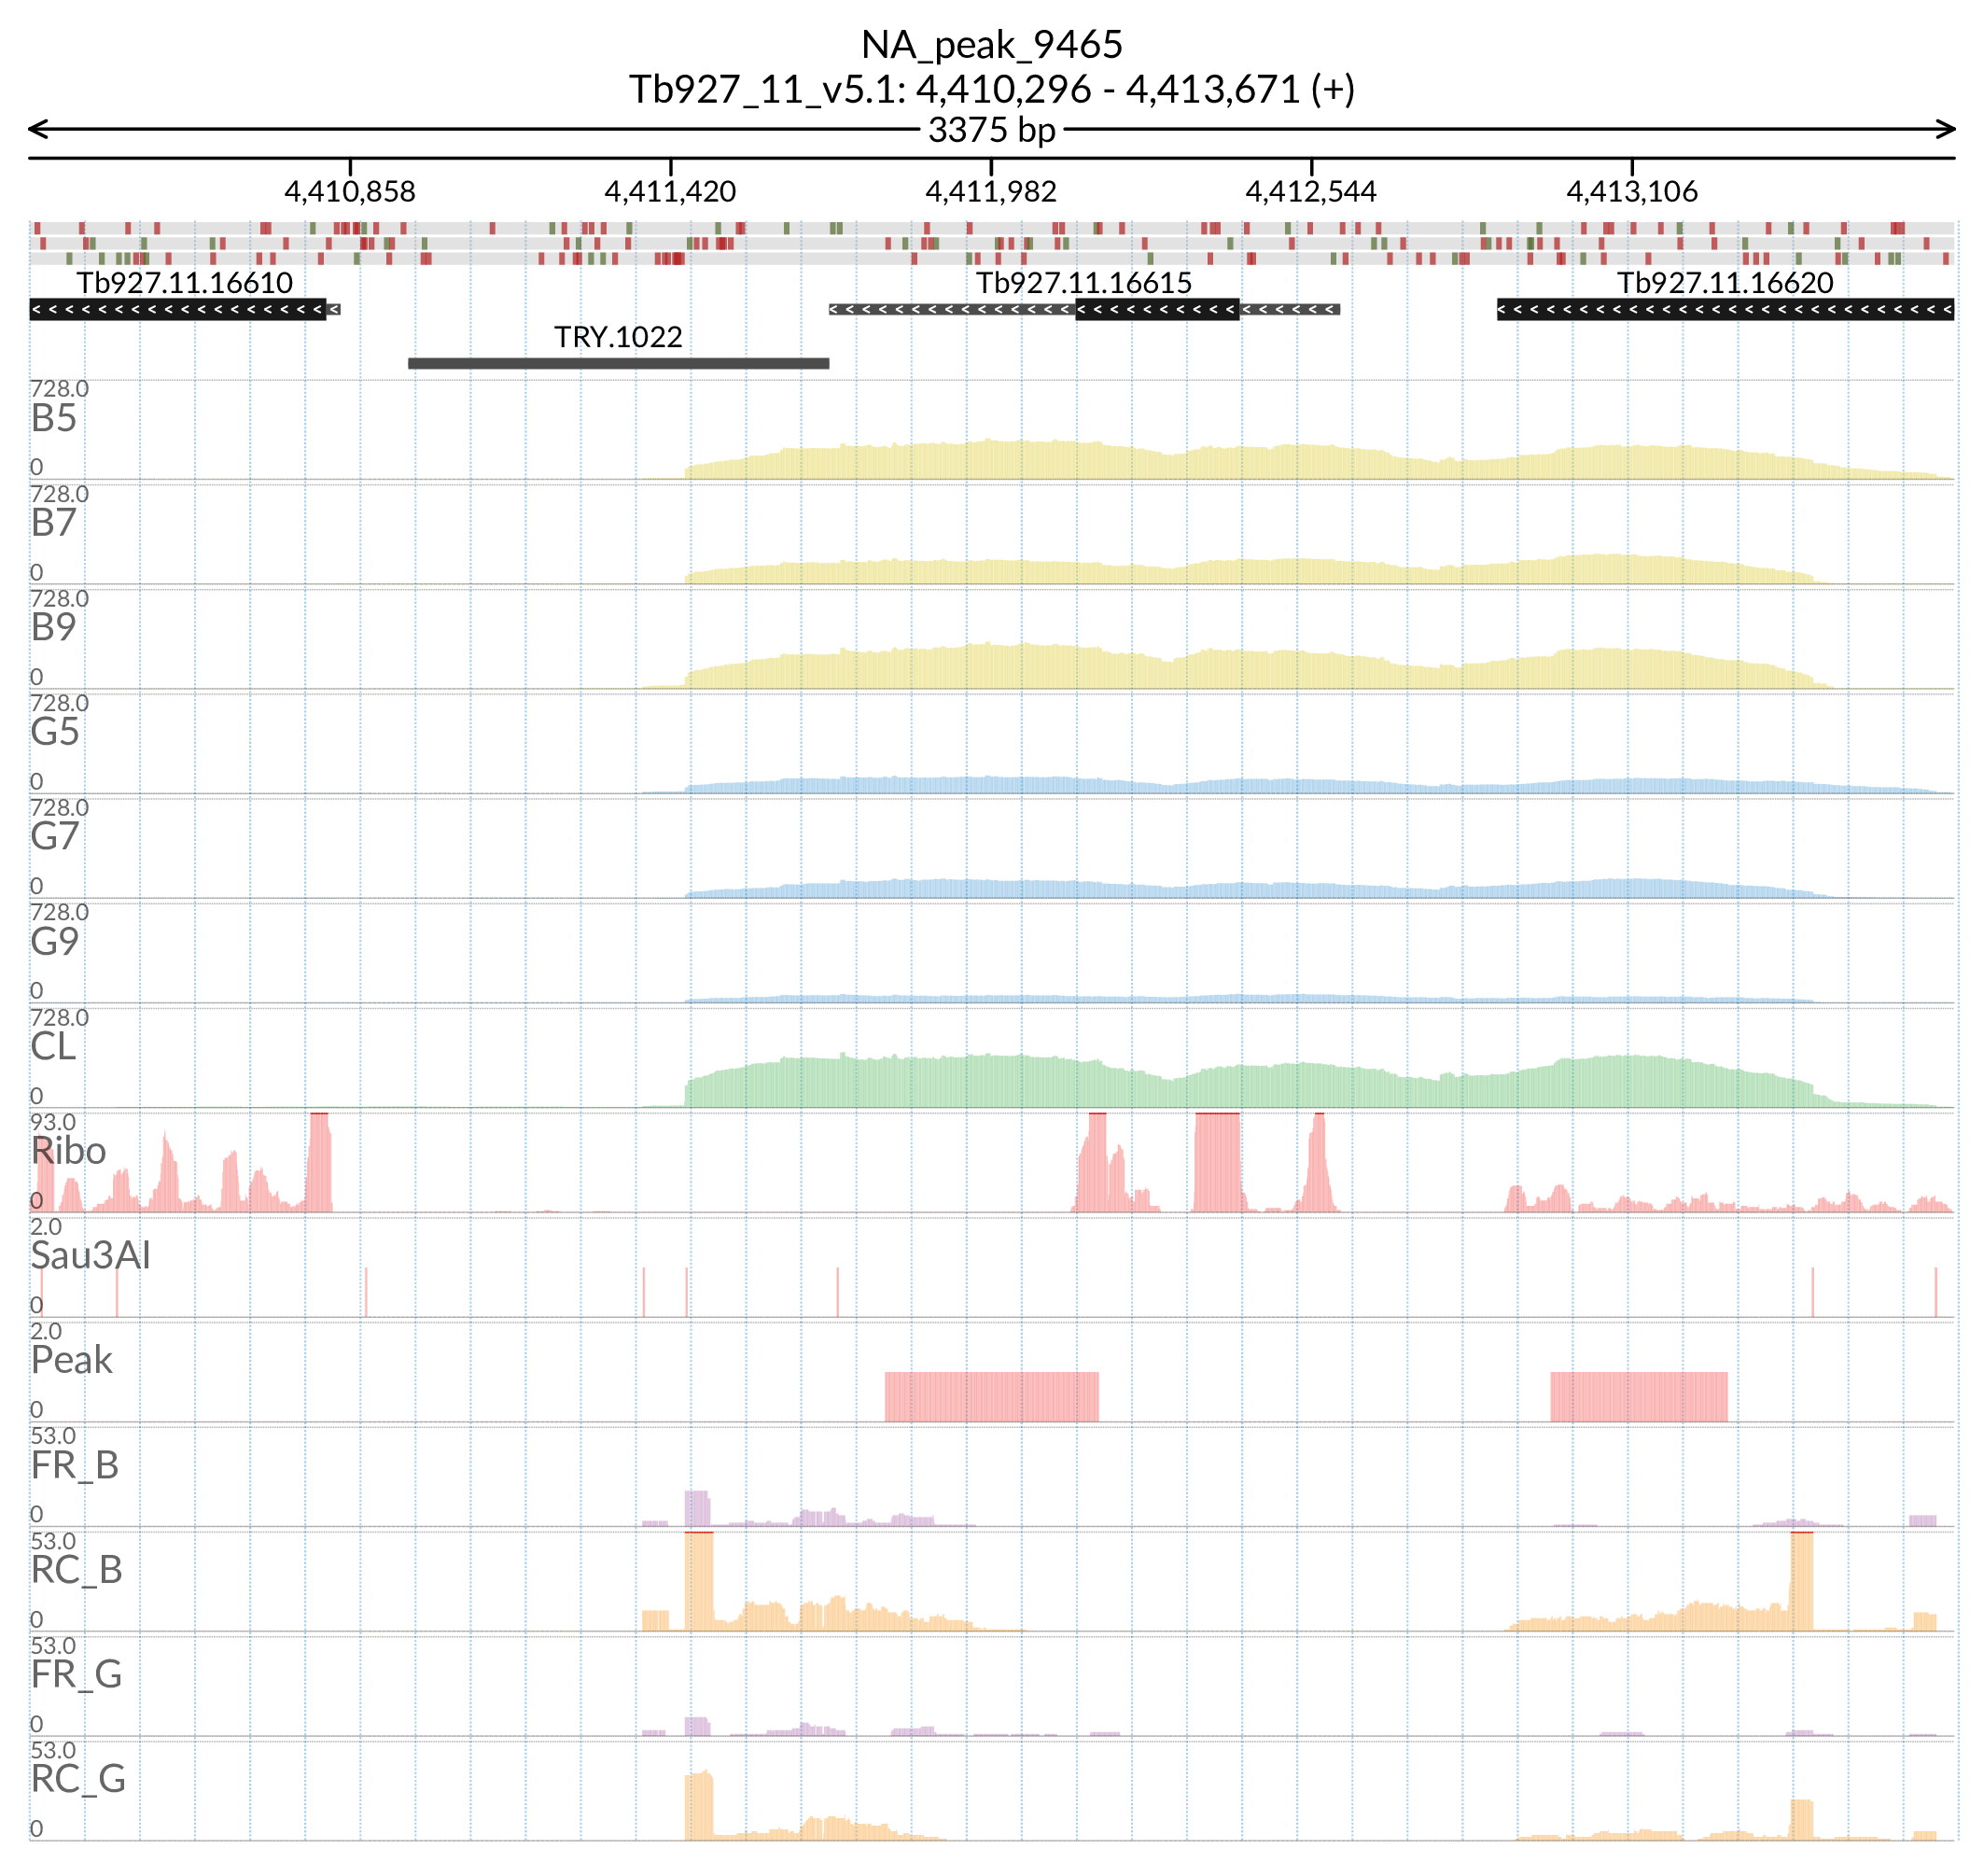 NA_peak_9465
Tb927_11_v5.1: 4,410,296 - 4,413,671 (+)
3375 bp
4,410,858 4,411,420 4,411,982 4,412,544 4,413,106
Tb927.11.16610 Tb927.11.16615 Tb927.11.16620
TRY.1022
728.0
B5
0
728.0
B7
0
728.0
B9
0
728.0
G5
0
728.0
G7
0
728.0
G9
0
728.0
CL
0
93.0
Ribo
0
2.0
Sau3AI
0
2.0
Peak
0
53.0
FR_B
0
53.0
RC_B
0
53.0
FR_G
0
53.0
RC_G
0